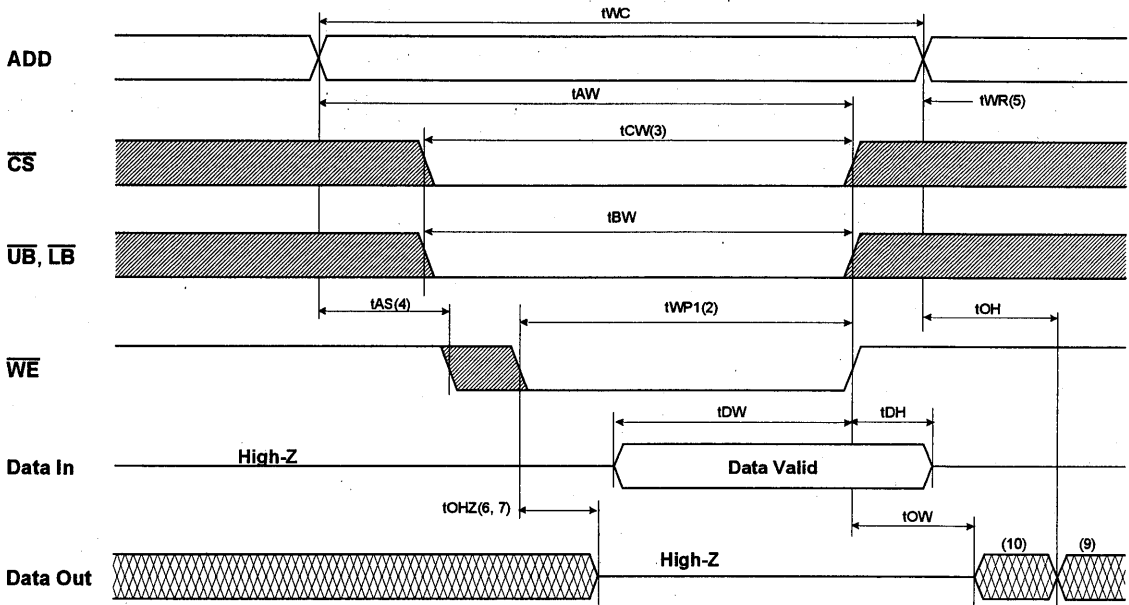 tWC
ADD
tAW
tWR(5)
tCW(3)
CS
tBW
UB, LB
tAS(4)
tWP1(2)
tOH
WE
tDW
tDH
High-Z
Data In
Data Valid
tOHZ(6, 7)
tOW
High-Z
(10)
(9)
Data Out